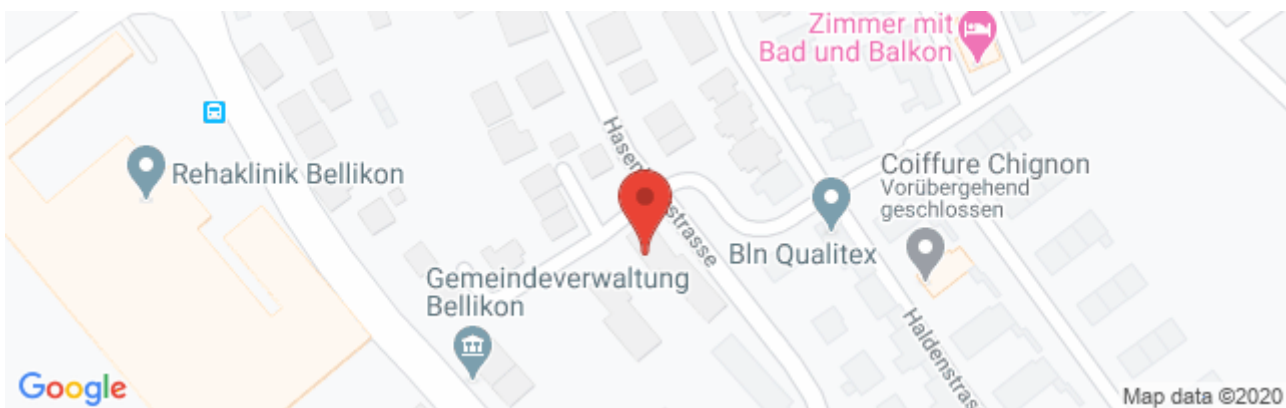 Zimmer mit
Bad und Balkon
Rehaklinik Bellikon
Coiffure Chignon
Vorübergehend
geschlossen
Bln Qualitex
Gemeindeverwaltung
Bellikon
Google
Map data ©2020